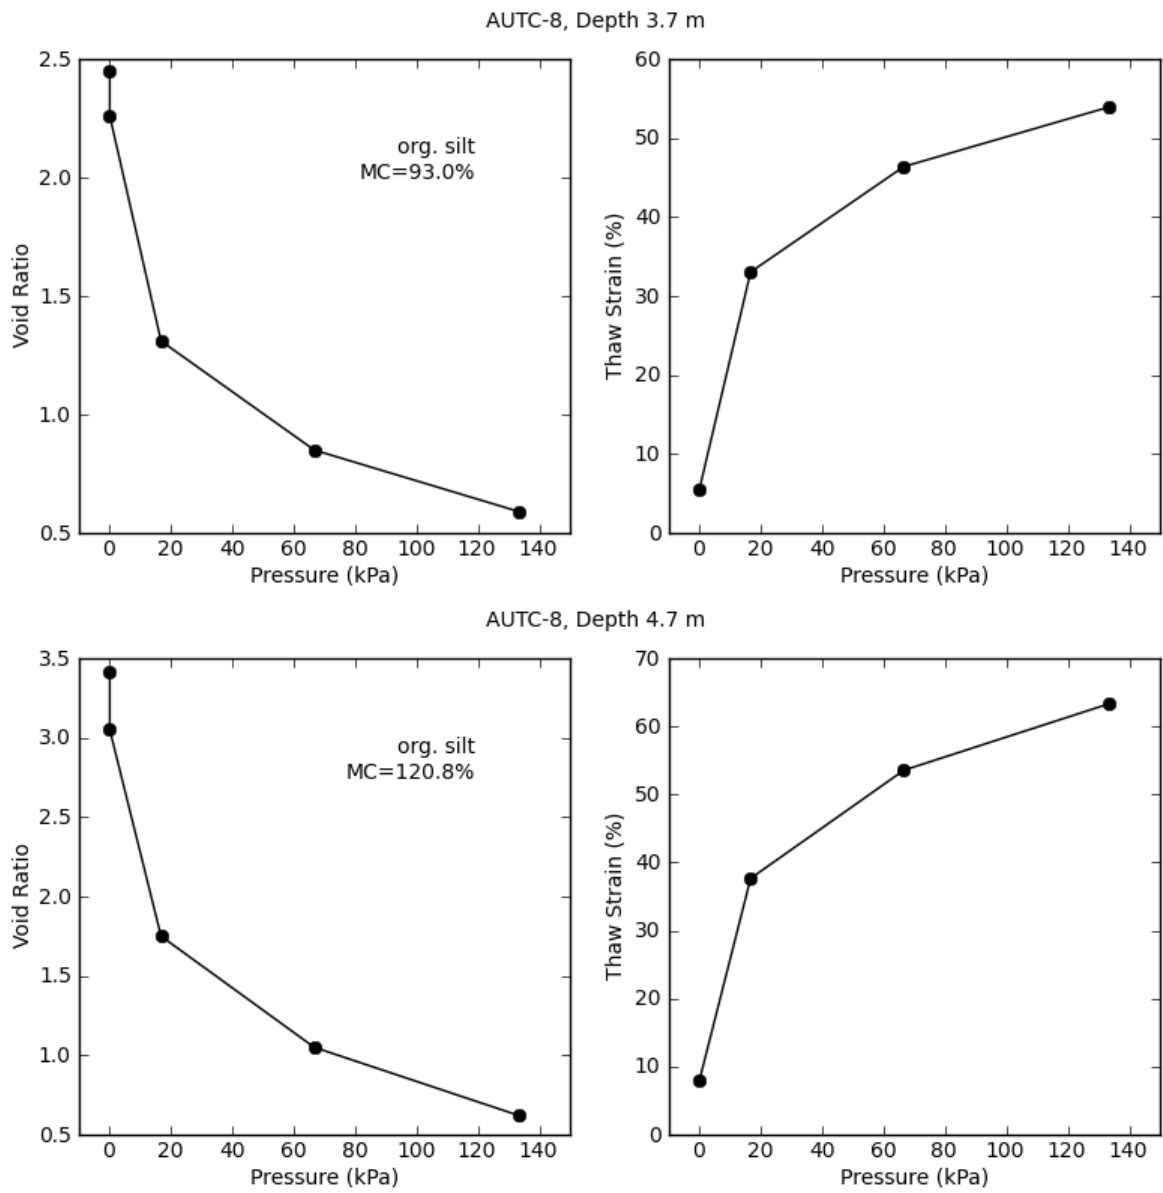 AUTC-8, Depth 3.7 m
2.5
2.0
1.5
1.0
0.5
Void Ratio
org. silt
MC=93.0%
0 20 40 60 80 100 120 140
Pressure (kPa)
60
50
40
30
20
10
0
Thaw Strain (%)
0 20 40 60 80 100 120 140
Pressure (kPa)
AUTC-8, Depth 4.7 m
3.5
3.0
2.5
2.0
1.5
1.0
0.5
Void Ratio
org. silt
MC=120.8%
0 20 40 60 80 100 120 140
Pressure (kPa)
70
60
50
40
30
20
10
0
Thaw Strain (%)
0 20 40 60 80 100 120 140
Pressure (kPa)